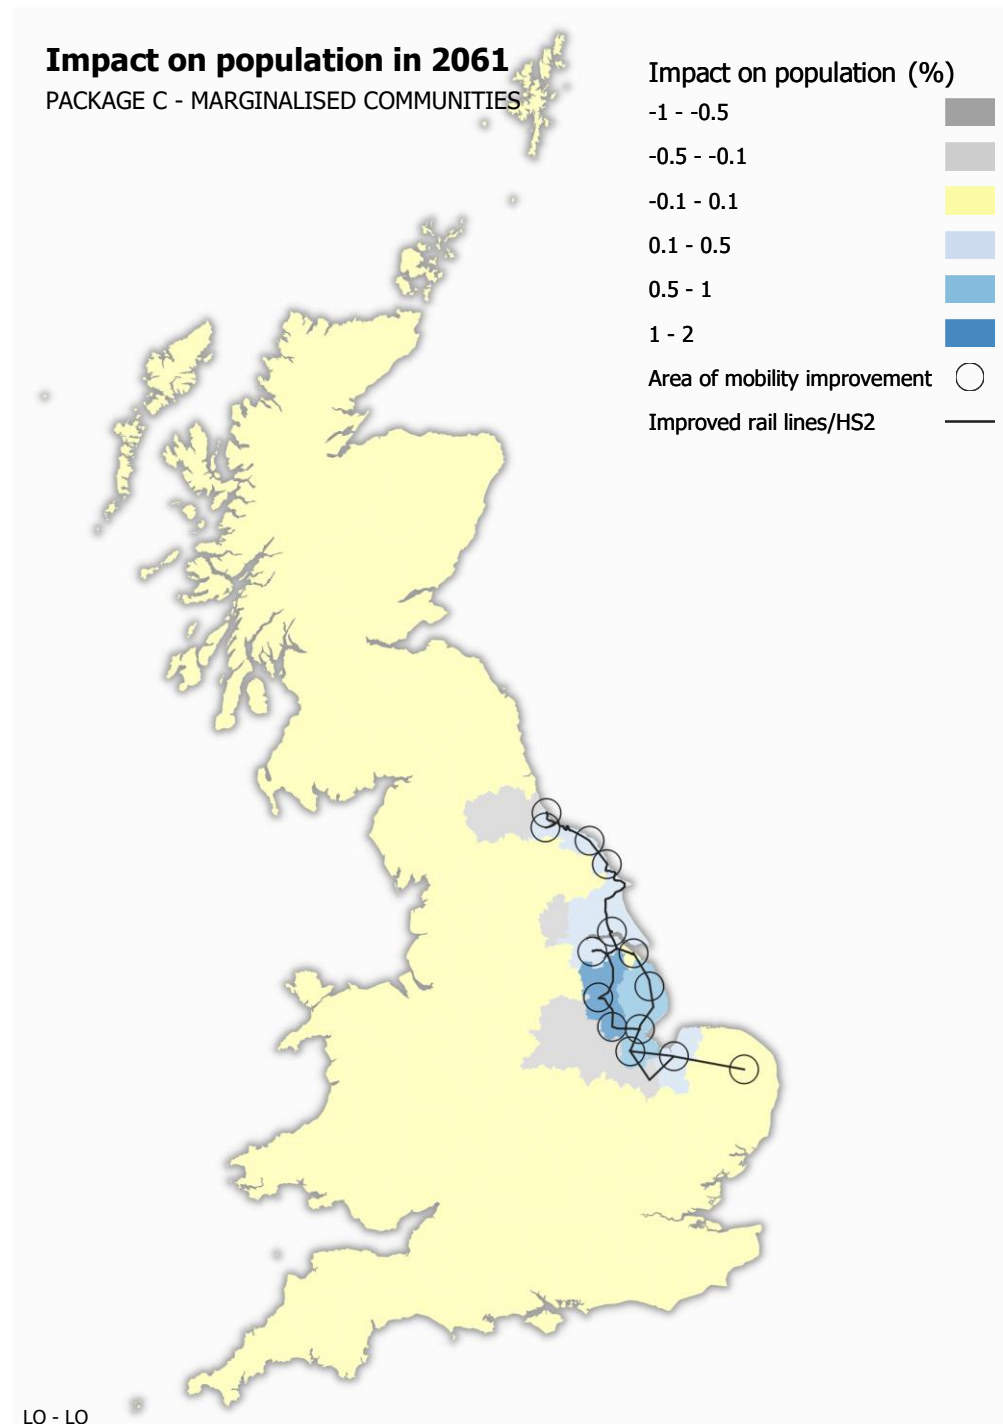 Impact on population in 2061
PACKAGE C - MARGINALISED COMMUNITIES
Impact on population (%)
-1 - -0.5
-0.5 - -0.1
-0.1 - 0.1
0.1 - 0.5
0.5 - 1
1 - 2
Area of mobility improvement
Improved rail lines/HS2
LO - LO